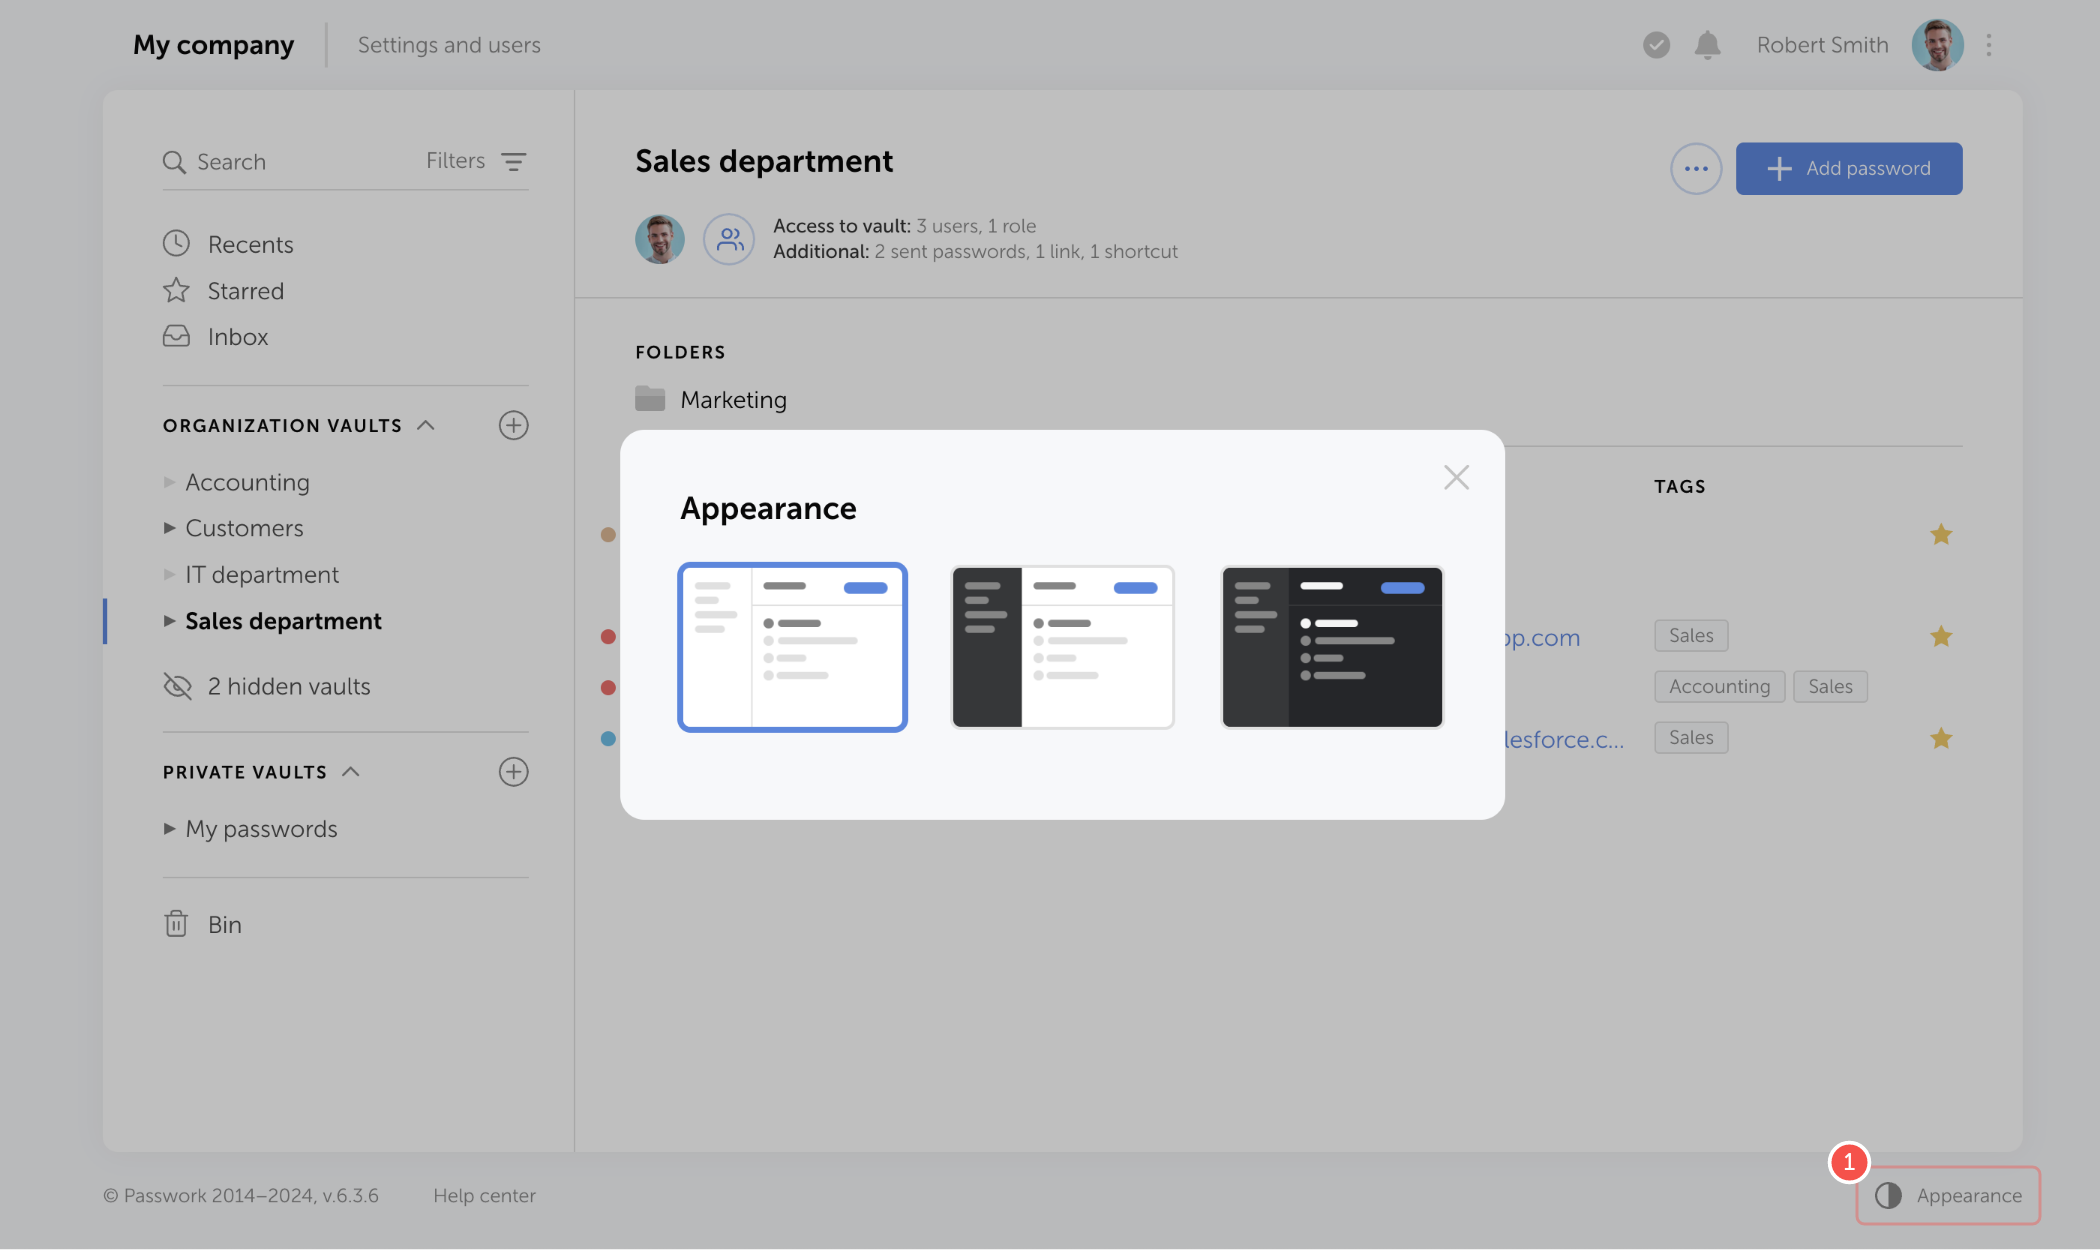 My company
Settings and users
Robert Smith
Search
Filters
Recents
Starred
Inbox
ORGANIZATION VAULTS
Accounting
Customers
IT department
Sales department
2 hidden vaults
PRIVATE VAULTS
My passwords
Bin
Sales department
Add password
Access to vault: 3 users, 1 role
Additional: 2 sent passwords, 1 link, 1 shortcut
FOLDERS
Marketing
Appearance
TAGS
pp.com
Sales
Accounting
Sales
lesforce.c...
Sales
© Passwork 2014–2024, v.6.3.6
Help center
1
Appearance